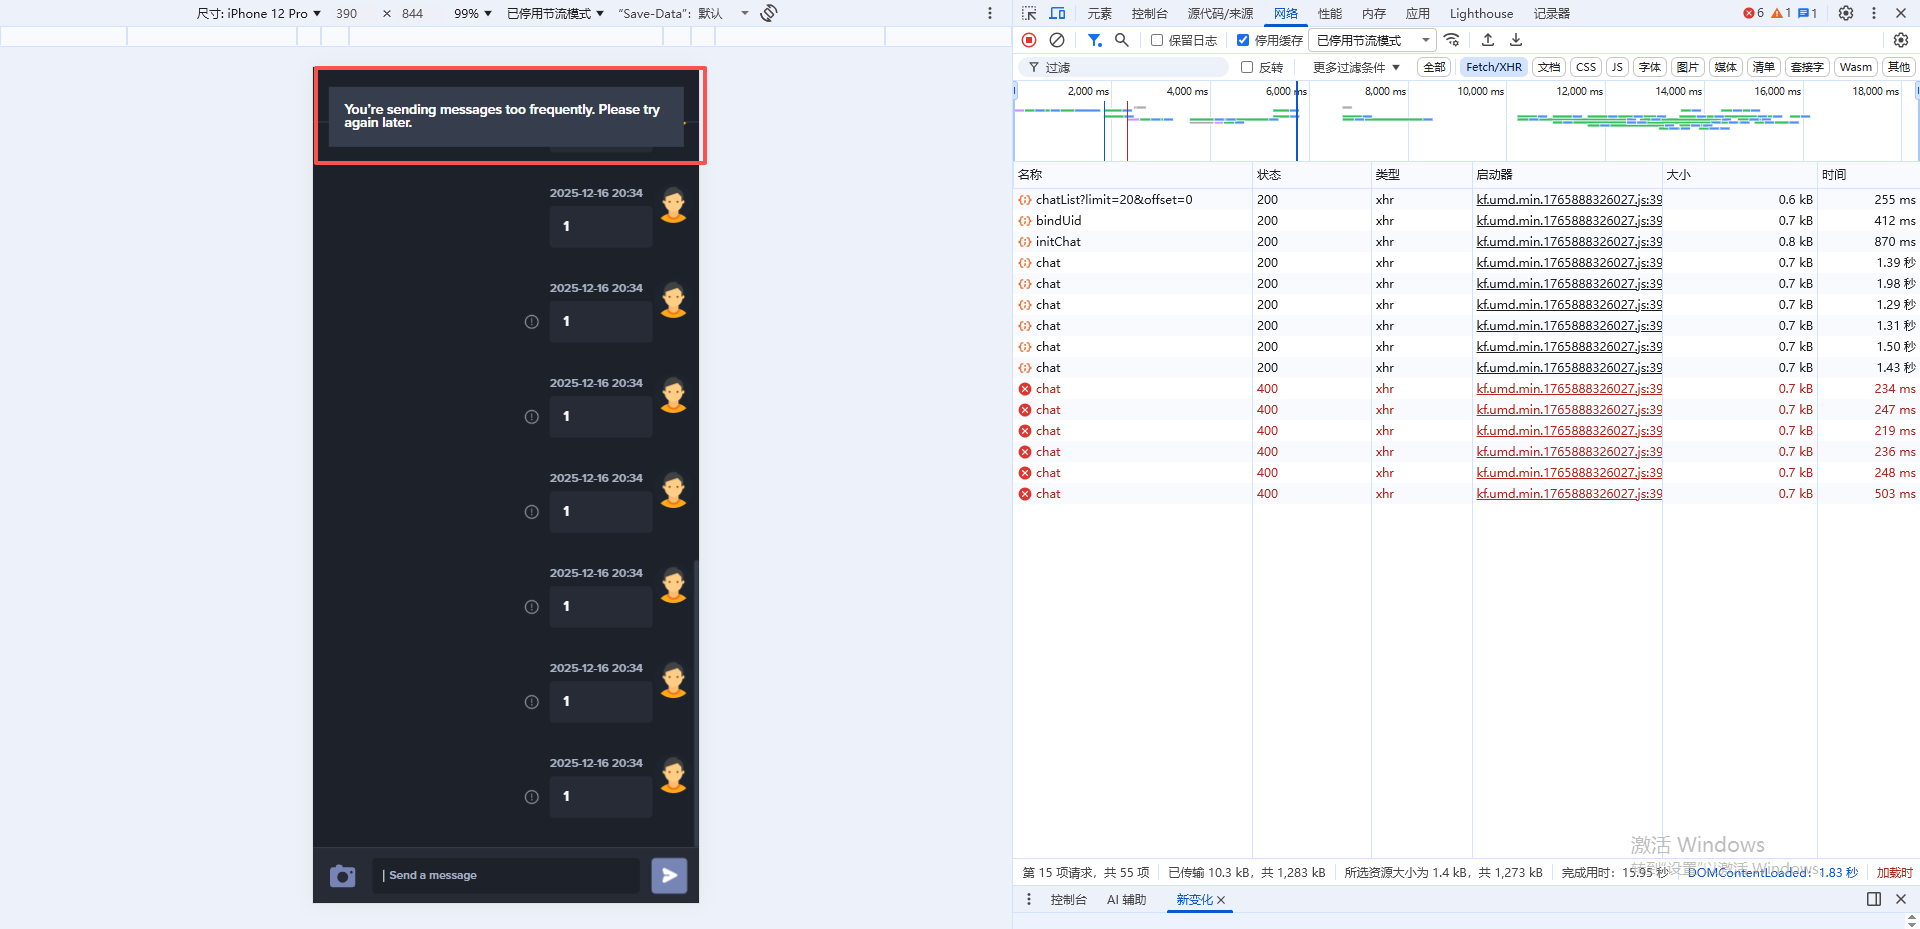 尺寸: iPhone 12 Pro ▼ 390 × 844 99% ▼ 已停用节流模式 ▼ “Save-Data”: 默认
You’re sending messages too frequently. Please try
again later.
2025-12-16 20:34
1
2025-12-16 20:34
1
2025-12-16 20:34
1
2025-12-16 20:34
1
2025-12-16 20:34
1
2025-12-16 20:34
1
2025-12-16 20:34
1
Send a message
元素 控制台 源代码/来源 网络 性能 内存 应用 Lighthouse 记录器 6 1 1
保留日志 停用缓存 已停用节流模式
过滤 反转 更多过滤条件 ▼ 全部 Fetch/XHR 文档 CSS JS 字体 图片 媒体 清单 套接字 Wasm 其他
2,000 ms 4,000 ms 6,000 ms 8,000 ms 10,000 ms 12,000 ms 14,000 ms 16,000 ms 18,000 ms
名称 状态 类型 启动器 大小 时间
chatList?limit=20&offset=0 200 xhr kf.umd.min.1765888326027.js:39 0.6 kB 255 ms
bindUid 200 xhr kf.umd.min.1765888326027.js:39 0.7 kB 412 ms
initChat 200 xhr kf.umd.min.1765888326027.js:39 0.8 kB 870 ms
chat 200 xhr kf.umd.min.1765888326027.js:39 0.7 kB 1.39 秒
chat 200 xhr kf.umd.min.1765888326027.js:39 0.7 kB 1.98 秒
chat 200 xhr kf.umd.min.1765888326027.js:39 0.7 kB 1.29 秒
chat 200 xhr kf.umd.min.1765888326027.js:39 0.7 kB 1.31 秒
chat 200 xhr kf.umd.min.1765888326027.js:39 0.7 kB 1.50 秒
chat 200 xhr kf.umd.min.1765888326027.js:39 0.7 kB 1.43 秒
chat 400 xhr kf.umd.min.1765888326027.js:39 0.7 kB 234 ms
chat 400 xhr kf.umd.min.1765888326027.js:39 0.7 kB 247 ms
chat 400 xhr kf.umd.min.1765888326027.js:39 0.7 kB 219 ms
chat 400 xhr kf.umd.min.1765888326027.js:39 0.7 kB 236 ms
chat 400 xhr kf.umd.min.1765888326027.js:39 0.7 kB 248 ms
chat 400 xhr kf.umd.min.1765888326027.js:39 0.7 kB 503 ms
激活 Windows
转到“设置”以激活 Windows。
第 15 项请求，共 55 项 已传输 10.3 kB，共 1,283 kB 所选资源大小为 1.4 kB，共 1,273 kB 完成用时：15.95 秒 DOMContentLoaded：1.83 秒 加载时
控制台 AI 辅助 新变化